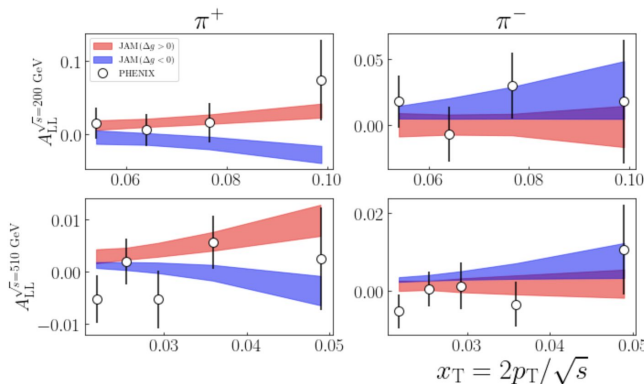 π⁺ π⁻
JAM(Δg > 0)
JAM(Δg < 0)
PHENIX
A_LL^√s=200 GeV
0.1
0.0
0.06 0.08 0.10
0.05
0.00
0.06 0.08 0.10
A_LL^√s=510 GeV
0.01
0.00
−0.01
0.03 0.04 0.05
0.02
0.00
0.03 0.04 0.05
x_T = 2p_T/√s